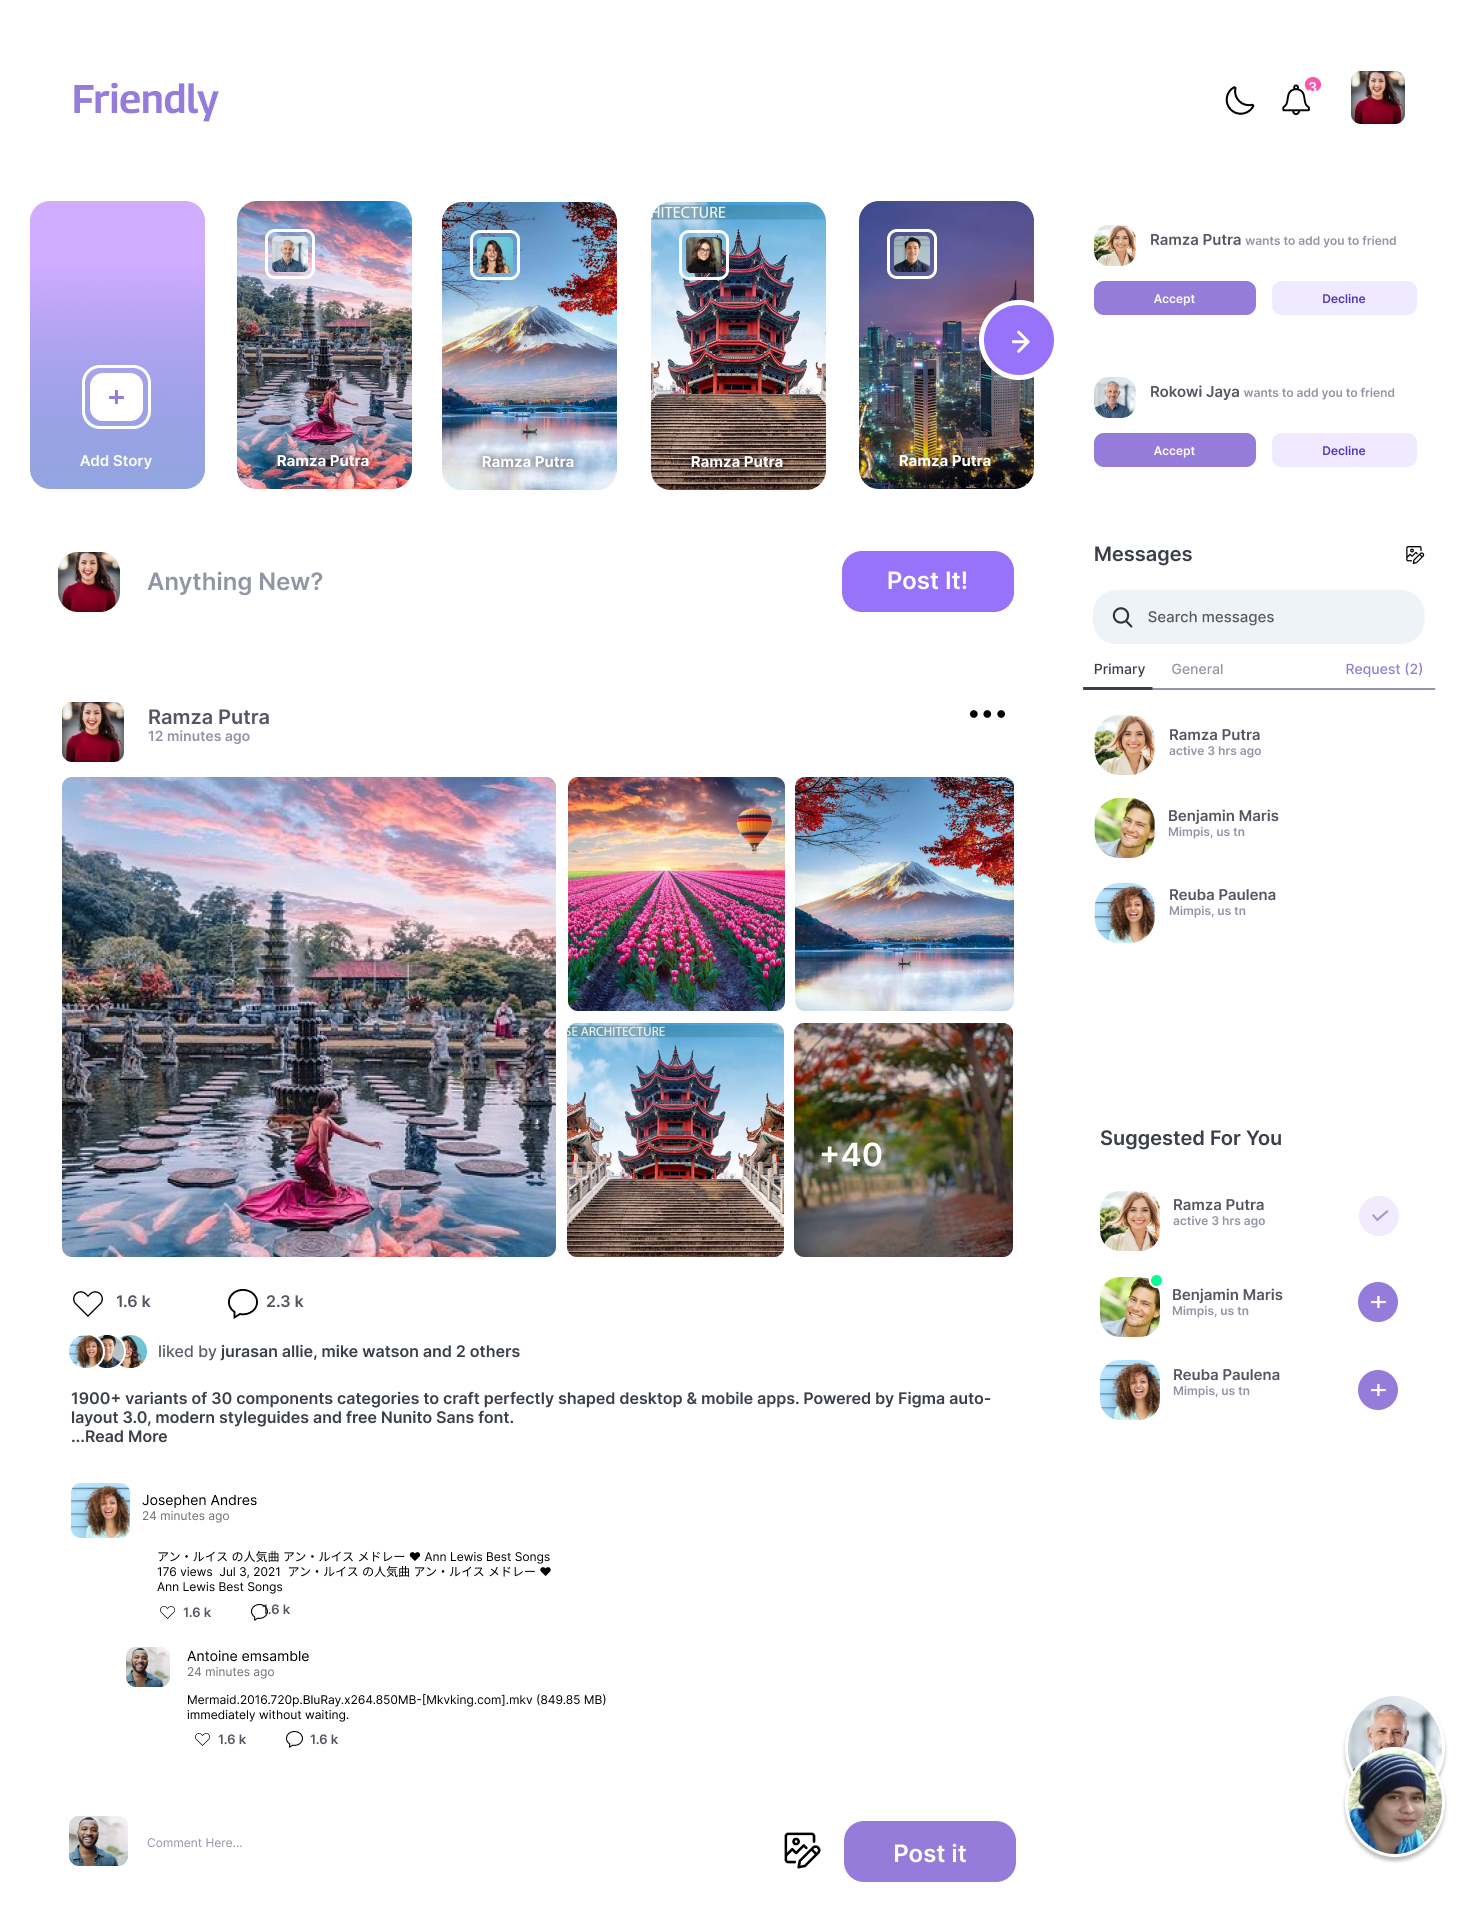 Friendly
3
HITECTURE
Add Story
Ramza Putra
Ramza Putra
Ramza Putra
Ramza Putra
Ramza Putra wants to add you to friend
Accept
Decline
Rokowi Jaya wants to add you to friend
Accept
Decline
Anything New?
Post It!
Messages
Search messages
Primary
General
Request (2)
Ramza Putra
active 3 hrs ago
Benjamin Maris
Mimpis, us tn
Reuba Paulena
Mimpis, us tn
Ramza Putra
12 minutes ago
SE ARCHITECTURE
+40
Suggested For You
Ramza Putra
active 3 hrs ago
Benjamin Maris
Mimpis, us tn
Reuba Paulena
Mimpis, us tn
1.6 k
2.3 k
liked by jurasan allie, mike watson and 2 others
1900+ variants of 30 components categories to craft perfectly shaped desktop & mobile apps. Powered by Figma auto-
layout 3.0, modern styleguides and free Nunito Sans font.
...Read More
Josephen Andres
24 minutes ago
アン・ルイス の人気曲 アン・ルイス メドレー ♥ Ann Lewis Best Songs
176 views  Jul 3, 2021  アン・ルイス の人気曲 アン・ルイス メドレー ♥
Ann Lewis Best Songs
1.6 k
1.6 k
Antoine emsamble
24 minutes ago
Mermaid.2016.720p.BluRay.x264.850MB-[Mkvking.com].mkv (849.85 MB)
immediately without waiting.
1.6 k
1.6 k
Comment Here...
Post it